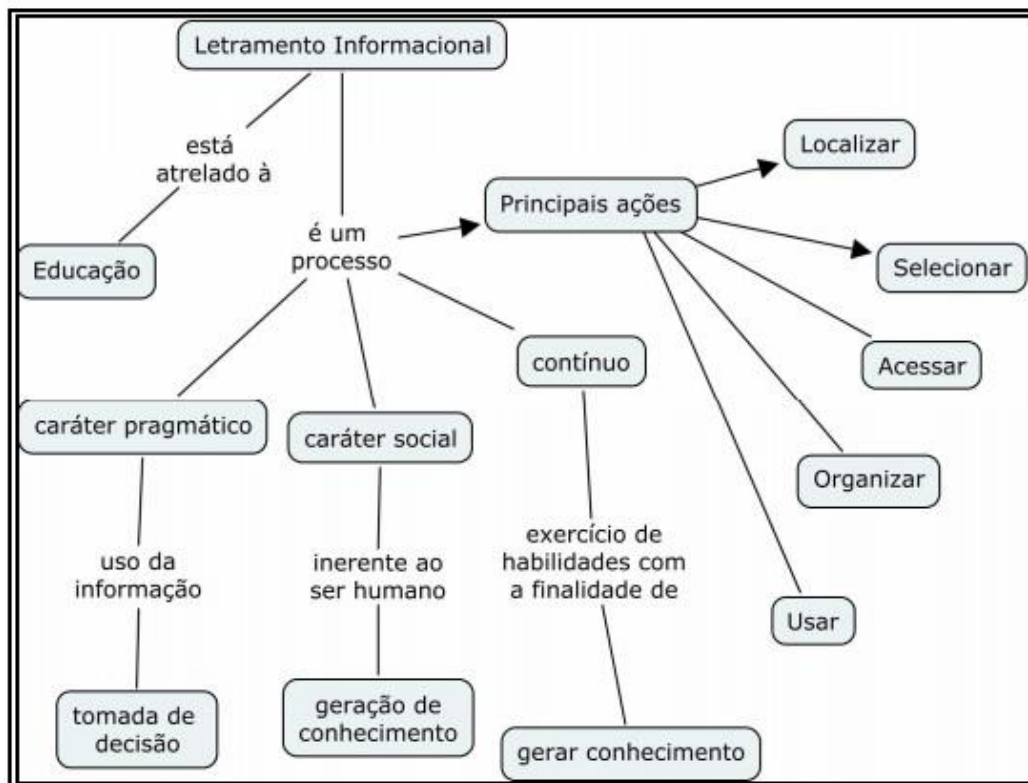 Letramento Informacional
está
atrelado à
Educação
é um
processo
Principais ações
Localizar
Selecionar
Acessar
Organizar
Usar
contínuo
caráter pragmático
caráter social
uso da
informação
inerente ao
ser humano
exercício de
habilidades com
a finalidade de
tomada de
decisão
geração de
conhecimento
gerar conhecimento